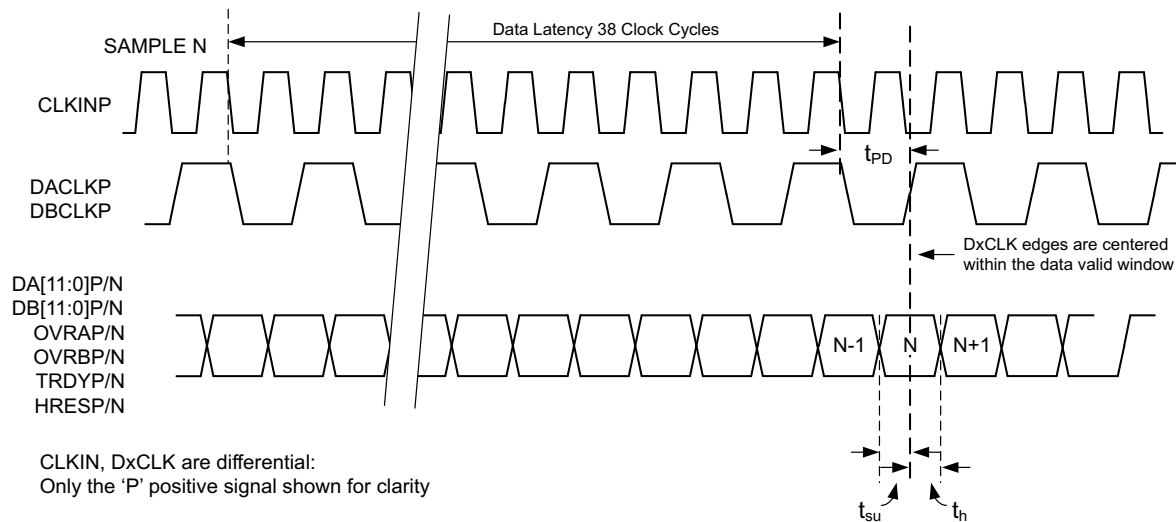 Data Latency 38 Clock Cycles
SAMPLE N
CLKINP
tPD
DACLKP
DBCLKP
DxCLK edges are centered
within the data valid window
DA[11:0]P/N
DB[11:0]P/N
OVRAP/N
OVRBP/N
TRDYP/N
HRESP/N
N-1 N N+1
CLKIN, DxCLK are differential:
Only the ‘P’ positive signal shown for clarity
tsu th